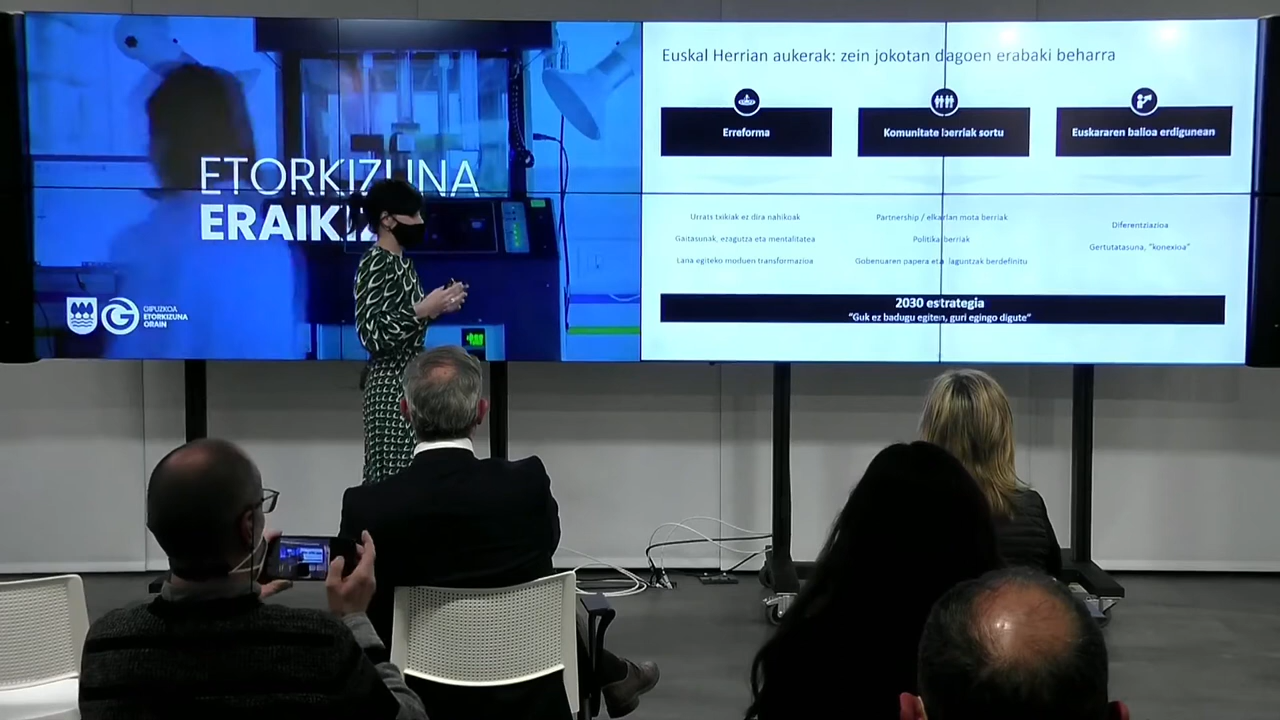 ETORKIZUNA
ERAIKIZ
GIPUZKOA
ETORKIZUNA
ORAIN
Euskal Herrian aukerak: zein jokotan dagoen erabaki beharra
Erreforma
Komunitate berriak sortu
Euskararen balioa erdigunean
Urrats txikiak ez dira nahikoak
Gaitasunak, ezagutza eta mentalitatea
Lana egiteko moduen transformazioa
Partnership / elkarlan mota berriak
Politika berriak
Gobernuaren papera eta laguntzak berdefinitu
Diferentziazioa
Gertutatasuna, "konexioa"
2030 estrategia
"Guk ez badugu egiten, guri egingo digute"